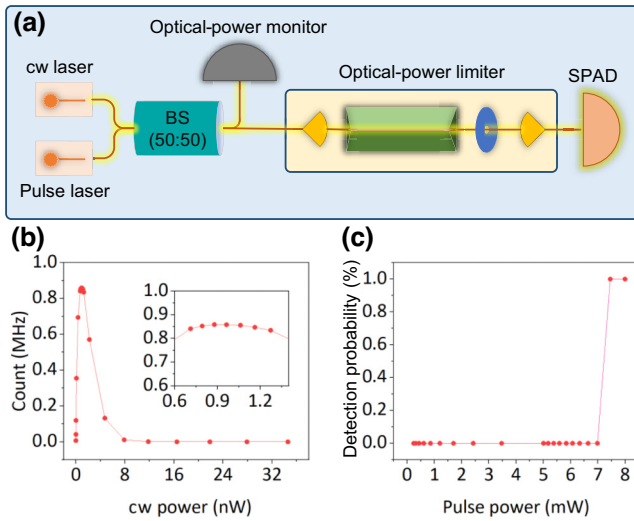 (a)
Optical-power monitor
cw laser
Optical-power limiter
SPAD
BS
(50:50)
Pulse laser
(b)
(c)
1.0
0.8
0.6
0.4
0.2
0.0
Count (MHz)
1.0
0.9
0.8
0.7
0.6
0.6 0.9 1.2
0 8 16 24 32
cw power (nW)
Detection probability (%)
1.0
0.8
0.6
0.4
0.2
0.0
0 1 2 3 4 5 6 7 8
Pulse power (mW)